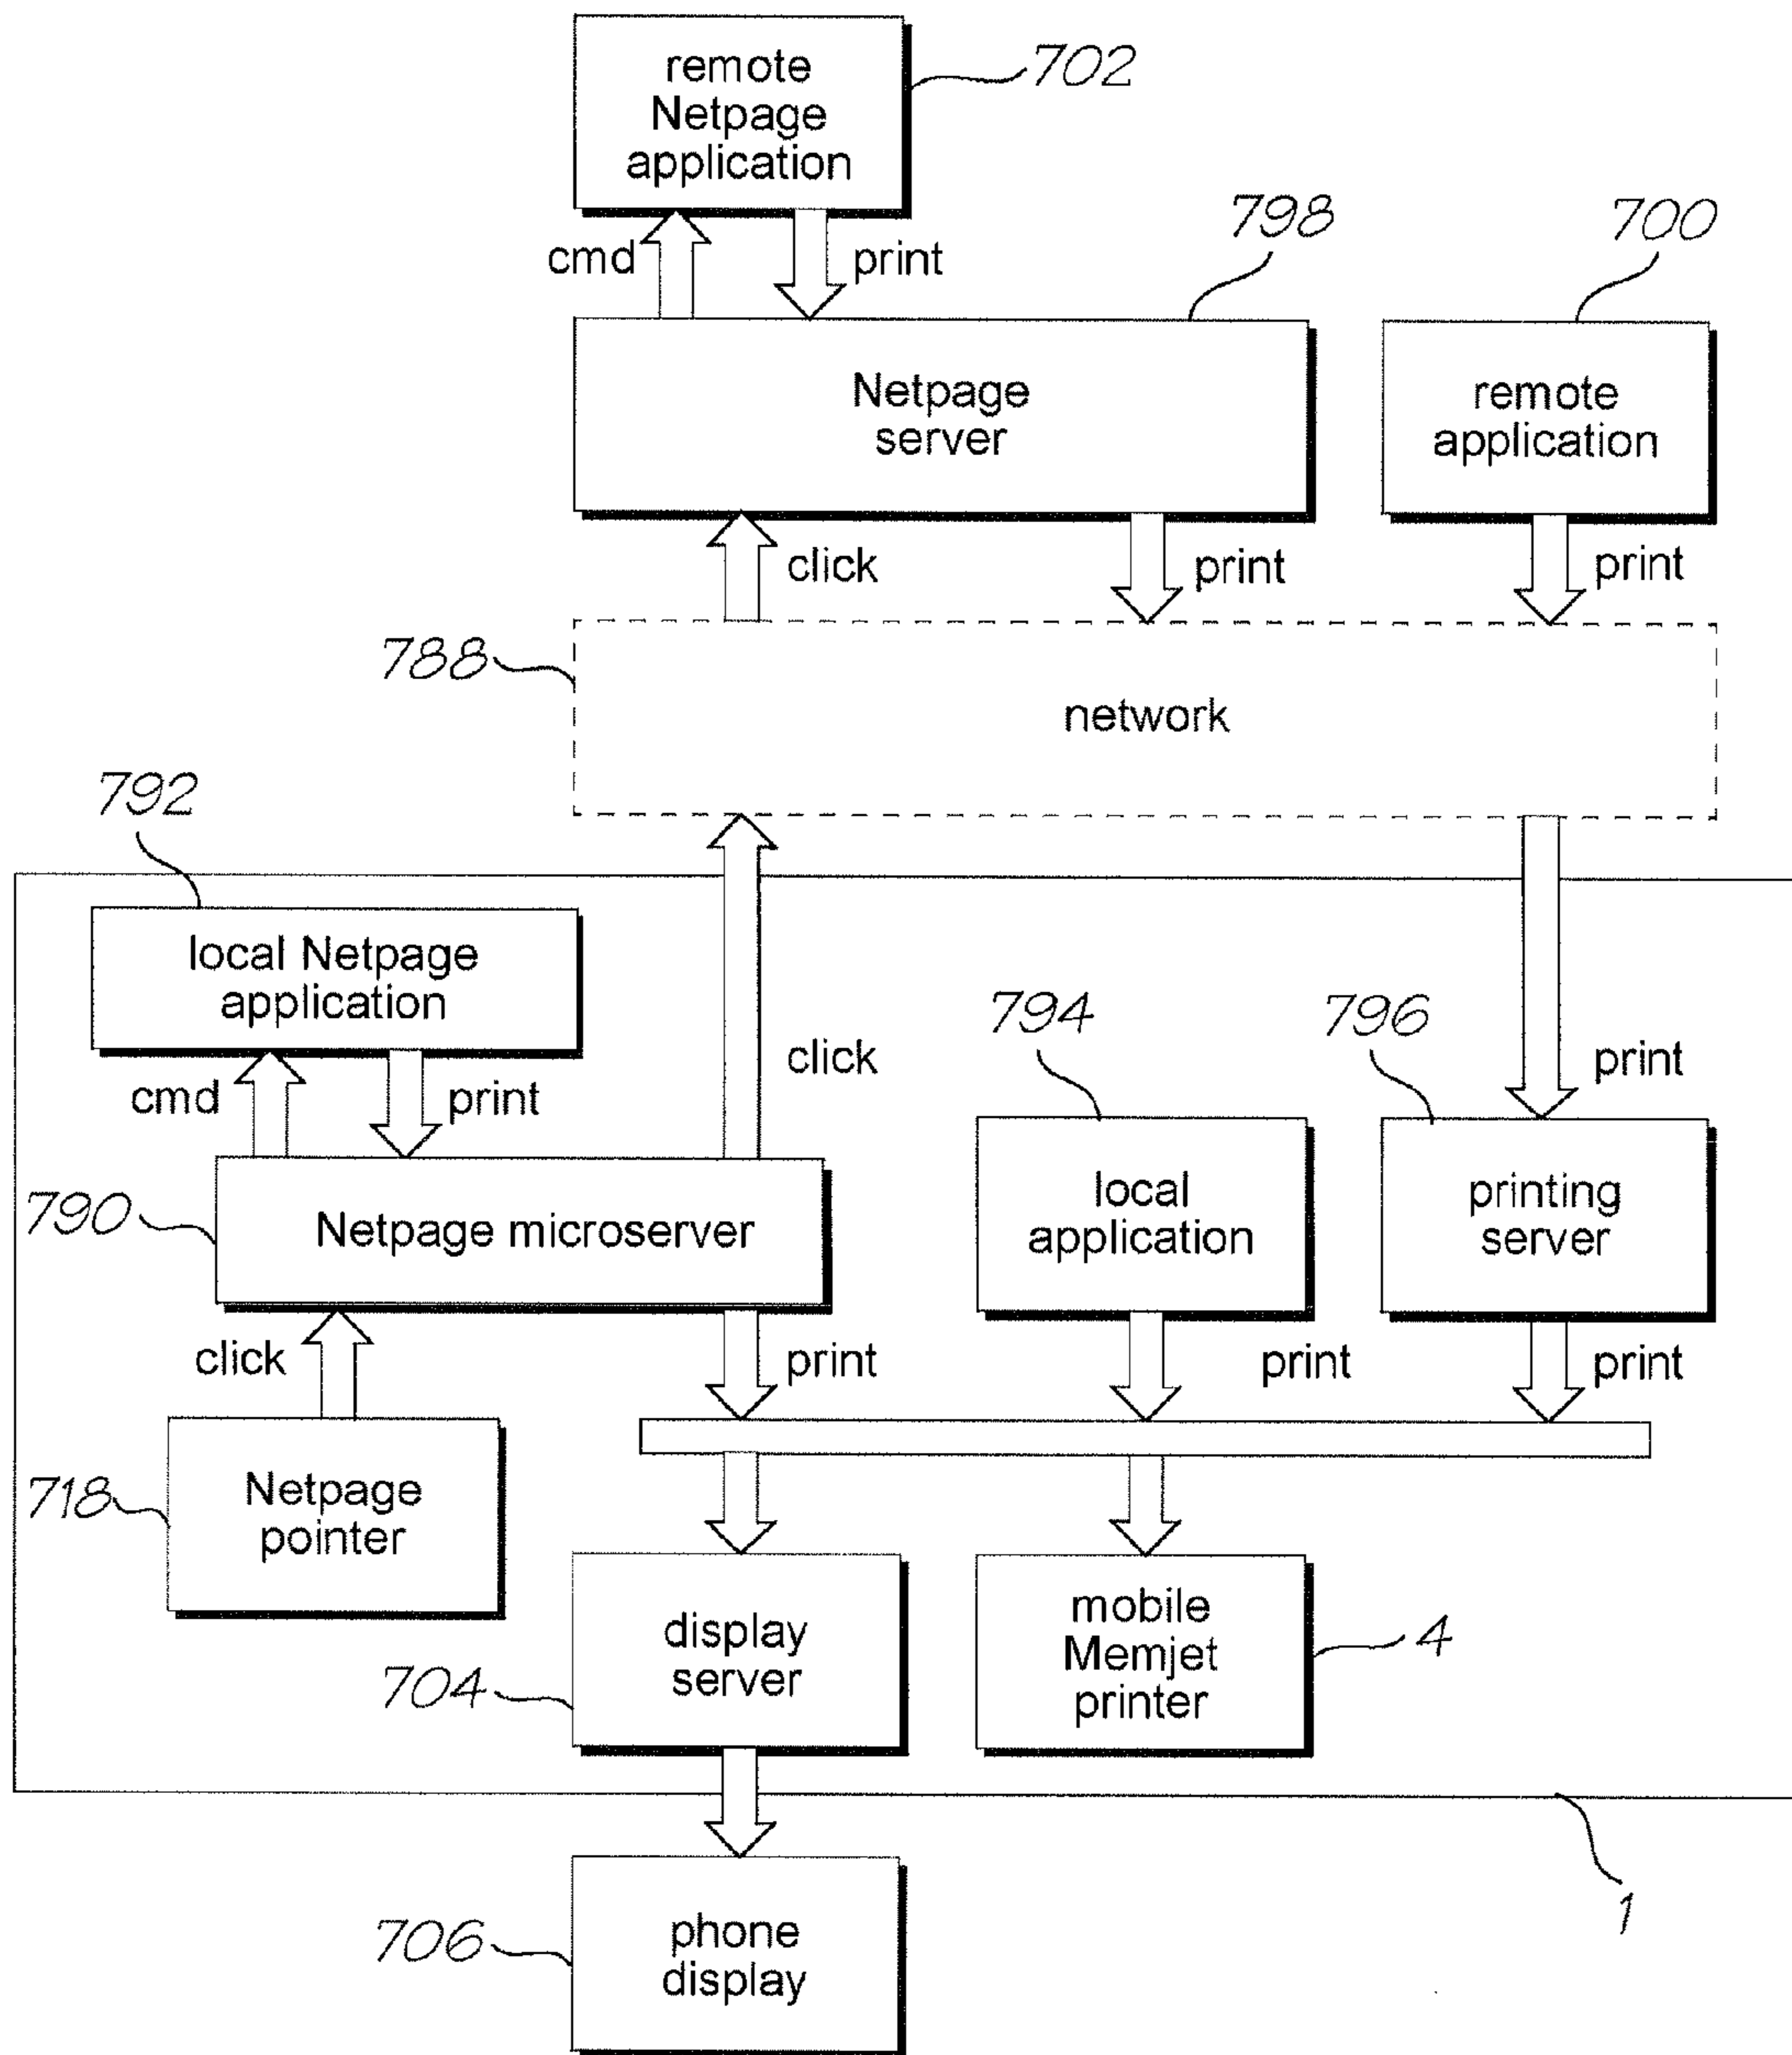 remote
Netpage
application
702
cmd
print
798
700
Netpage
server
remote
application
click
print
print
788
network
792
local Netpage
application
794
796
click
print
cmd
print
790
Netpage microserver
local
application
printing
server
click
print
print
print
718
Netpage
pointer
display
server
704
mobile
Memjet
printer
4
706
phone
display
1